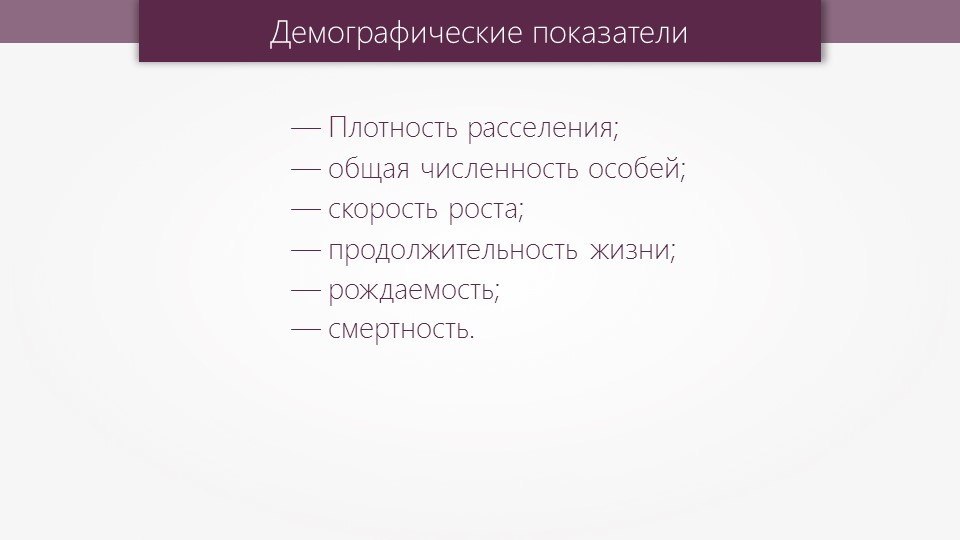 Демографические показатели
— Плотность расселения;
— общая численность особей;
— скорость роста;
— продолжительность жизни;
— рождаемость;
— смертность.